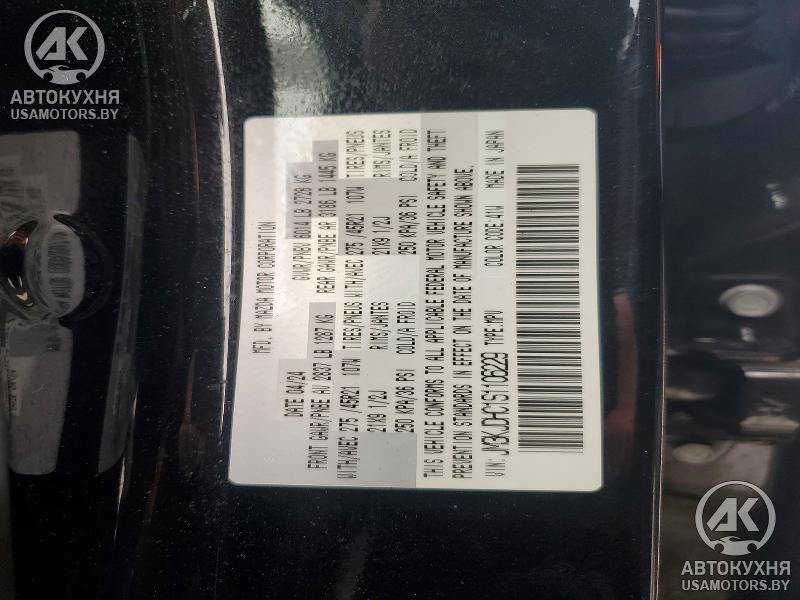 AK
АВТОКУХНЯ
USAMOTORS.BY
MFD. BY MAZDA MOTOR CORPORATION
DATE 04/24 GVWR/PNBV 6014 LB 2728 KG
FRONT GAWR/PNBE AV 2837 LB 1287 KG REAR GAWR/PNBE AR 3186 LB 1445 KG
WITH/AVEC 275 /45R21 107W TIRES/PNEUS WITH/AVEC 275 /45R21 107W TIRES/PNEUS
21X9 1/2J RIMS/JANTES 21X9 1/2J RIMS/JANTES
250 KPA/36 PSI COLD/A FROID 250 KPA/36 PSI COLD/A FROID
THIS VEHICLE CONFORMS TO ALL APPLICABLE FEDERAL MOTOR VEHICLE SAFETY AND THEFT
PREVENTION STANDARDS IN EFFECT ON THE DATE OF MANUFACTURE SHOWN ABOVE.
VIN: TYPE:MPV COLOR CODE:41W MADE IN JAPAN
AK
АВТОКУХНЯ
USAMOTORS.BY